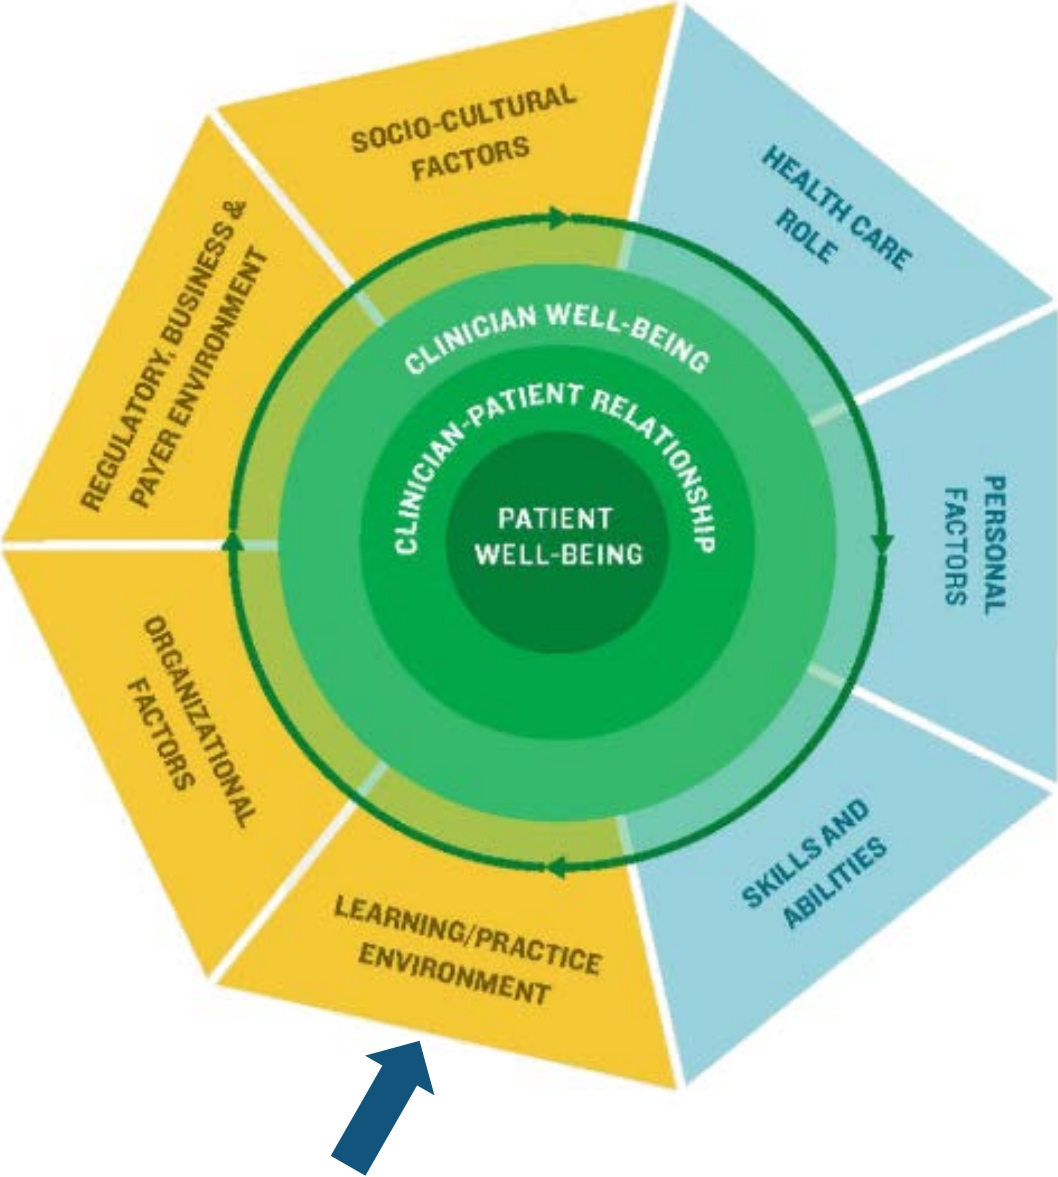 SOCIO-CULTURAL
FACTORS
HEALTH CARE
ROLE
REGULATORY, BUSINESS &
PAYER ENVIRONMENT
CLINICIAN WELL-BEING
CLINICIAN-PATIENT RELATIONSHIP
PATIENT
WELL-BEING
PERSONAL
FACTORS
ORGANIZATIONAL
FACTORS
SKILLS AND
ABILITIES
LEARNING/PRACTICE
ENVIRONMENT